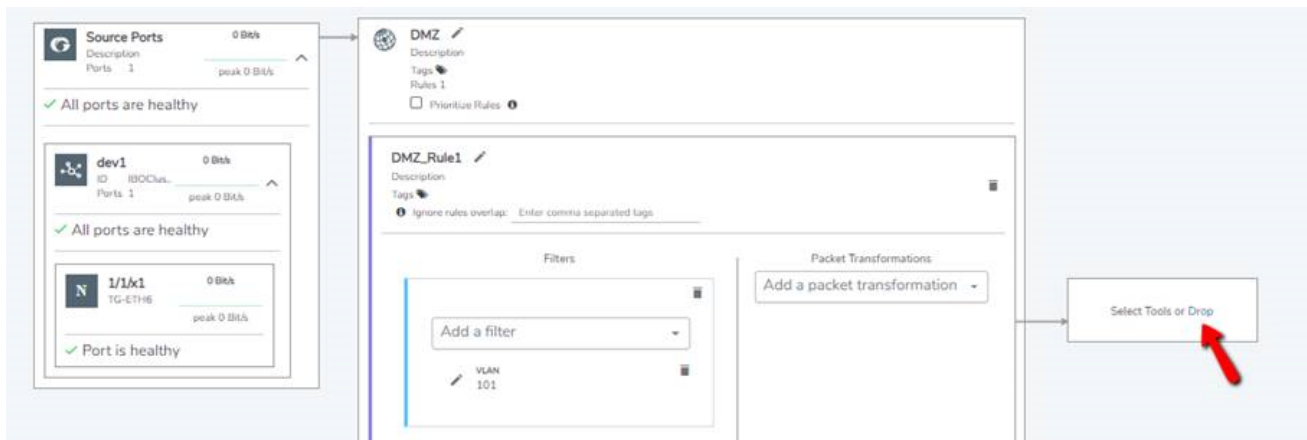 Source Ports
0 Bit/s
Description
Ports 1
peak 0 Bit/s
All ports are healthy
dev1
0 Bit/s
ID IBOClus..
Ports 1
peak 0 Bit/s
All ports are healthy
N
1/1/x1
0 Bit/s
TG-ETH6
peak 0 Bit/s
Port is healthy
DMZ
Description
Tags
Rules 1
Prioritize Rules
DMZ_Rule1
Description
Tags
Ignore rules overlap: Enter comma separated tags
Filters
Add a filter
VLAN
101
Packet Transformations
Add a packet transformation
Select Tools or Drop